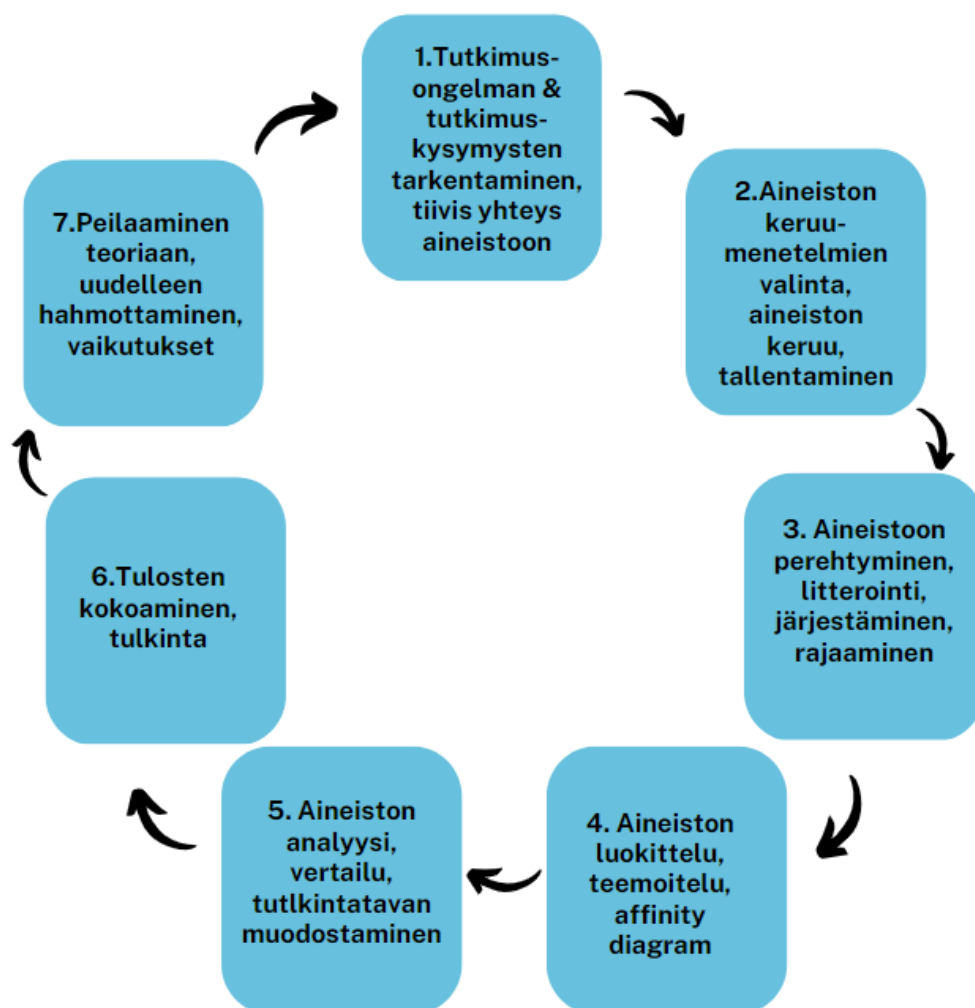 1.Tutkimus-
ongelman &
tutkimus-
kysymysten
tarkentaminen,
tiivis yhteys
aineistoon
2.Aineiston
keruu-
menetelmien
valinta,
aineiston
keruu,
tallentaminen
3. Aineistoon
perehtyminen,
litterointi,
järjestäminen,
rajaaminen
4. Aineiston
luokittelu,
teemoitelu,
affinity
diagram
5. Aineiston
analyysi,
vertailu,
tutlkintatavan
muodostaminen
6.Tulosten
kokoaminen,
tulkinta
7.Peilaaminen
teoriaan,
uudelleen
hahmottaminen,
vaikutukset